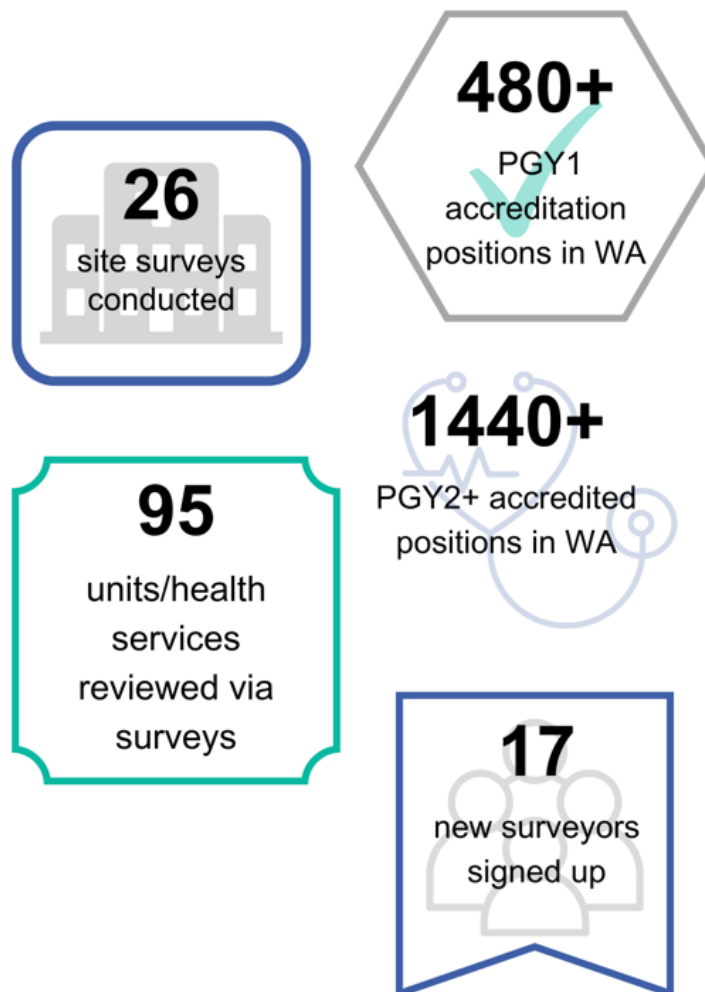 480+
PGY1
accreditation
positions in WA
26
site surveys
conducted
1440+
PGY2+ accredited
positions in WA
95
units/health
services
reviewed via
surveys
17
new surveyors
signed up